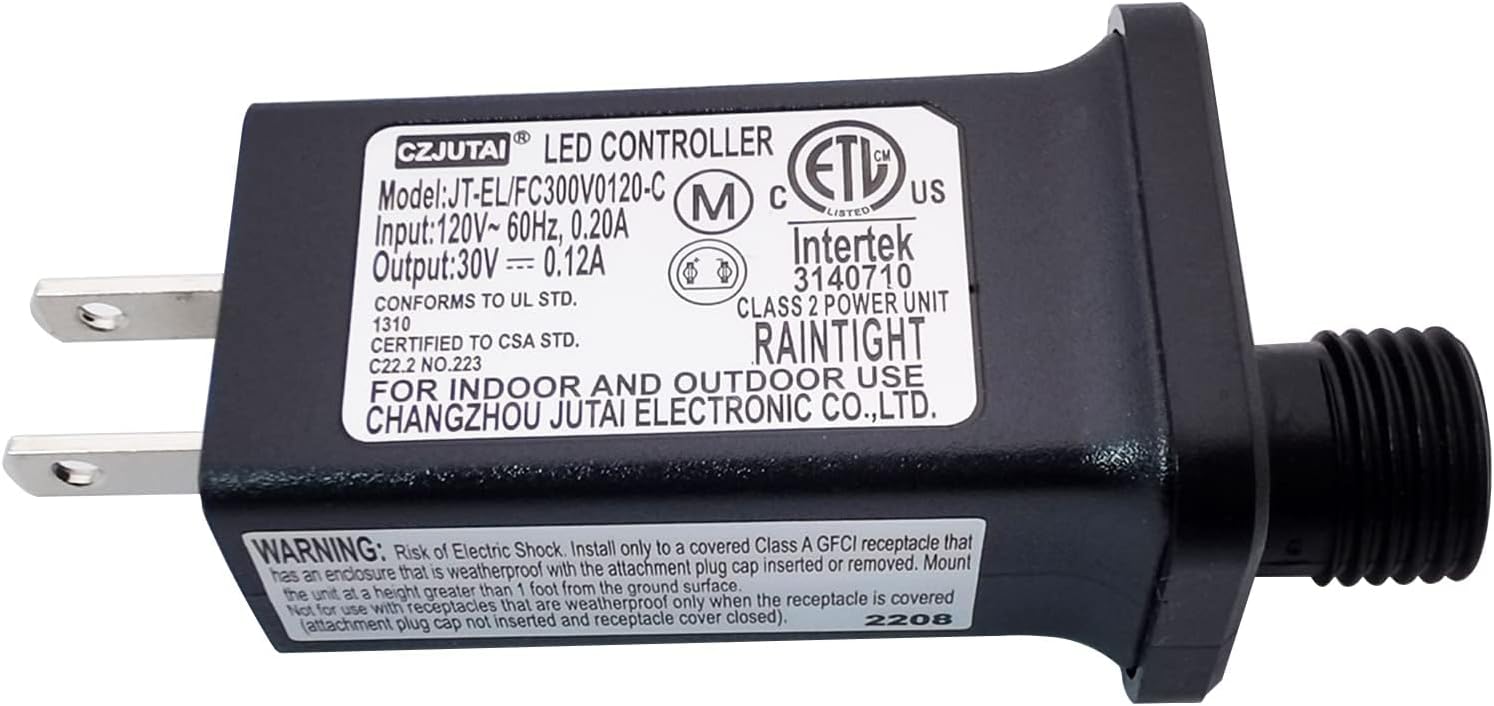 CZJUTAI® LED CONTROLLER
Model:JT-EL/FC300V0120-C
Input:120V~ 60Hz, 0.20A
Output:30V ⎓ 0.12A
CONFORMS TO UL STD.
1310
CERTIFIED TO CSA STD.
C22.2 NO.223
M
ETL CM
LISTED
C US
Intertek
3140710
CLASS 2 POWER UNIT
RAINTIGHT
FOR INDOOR AND OUTDOOR USE
CHANGZHOU JUTAI ELECTRONIC CO.,LTD.
WARNING: Risk of Electric Shock. Install only to a covered Class A GFCI receptacle that
has an enclosure that is weatherproof with the attachment plug cap inserted or removed. Mount
the unit at a height greater than 1 foot from the ground surface.
Not for use with receptacles that are weatherproof only when the receptacle is covered
(attachment plug cap not inserted and receptacle cover closed).
2208